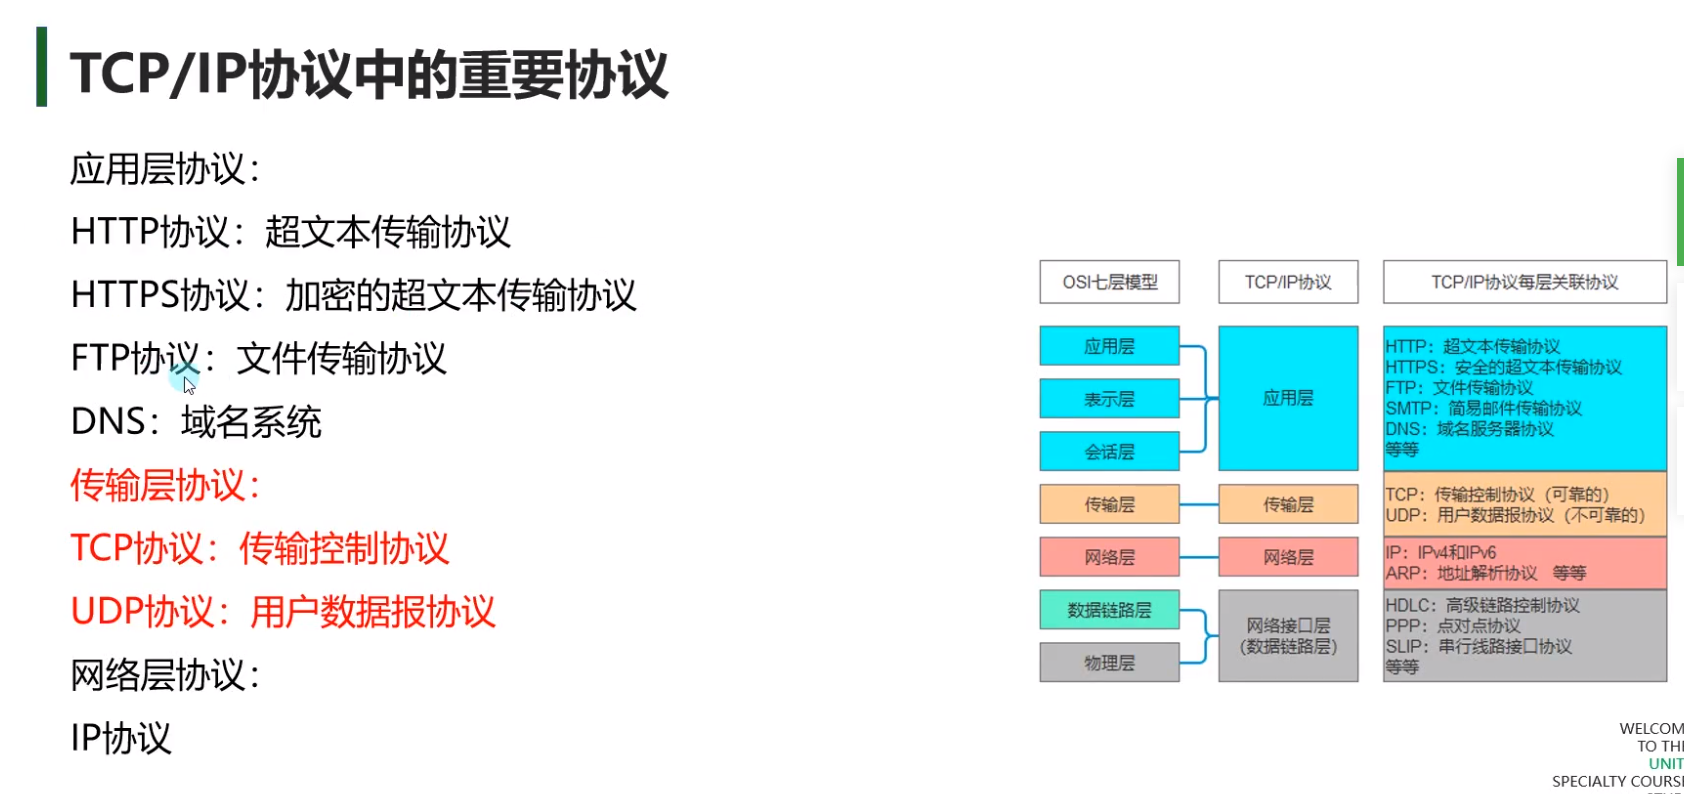 TCP/IP协议中的重要协议
应用层协议：
HTTP协议：超文本传输协议
HTTPS协议：加密的超文本传输协议
FTP协议：文件传输协议
DNS：域名系统
传输层协议：
TCP协议：传输控制协议
UDP协议：用户数据报协议
网络层协议：
IP协议
OSI七层模型
TCP/IP协议
TCP/IP协议每层关联协议
应用层
表示层
会话层
传输层
网络层
数据链路层
物理层
应用层
传输层
网络层
网络接口层
(数据链路层)
HTTP：超文本传输协议
HTTPS：安全的超文本传输协议
FTP：文件传输协议
SMTP：简易邮件传输协议
DNS：域名服务器协议
等等
TCP：传输控制协议（可靠的）
UDP：用户数据报协议（不可靠的）
IP：IPv4和IPv6
ARP：地址解析协议 等等
HDLC：高级链路控制协议
PPP：点对点协议
SLIP：串行线路接口协议
等等
WELCOM
TO TH
UNIT
SPECIALTY COURS